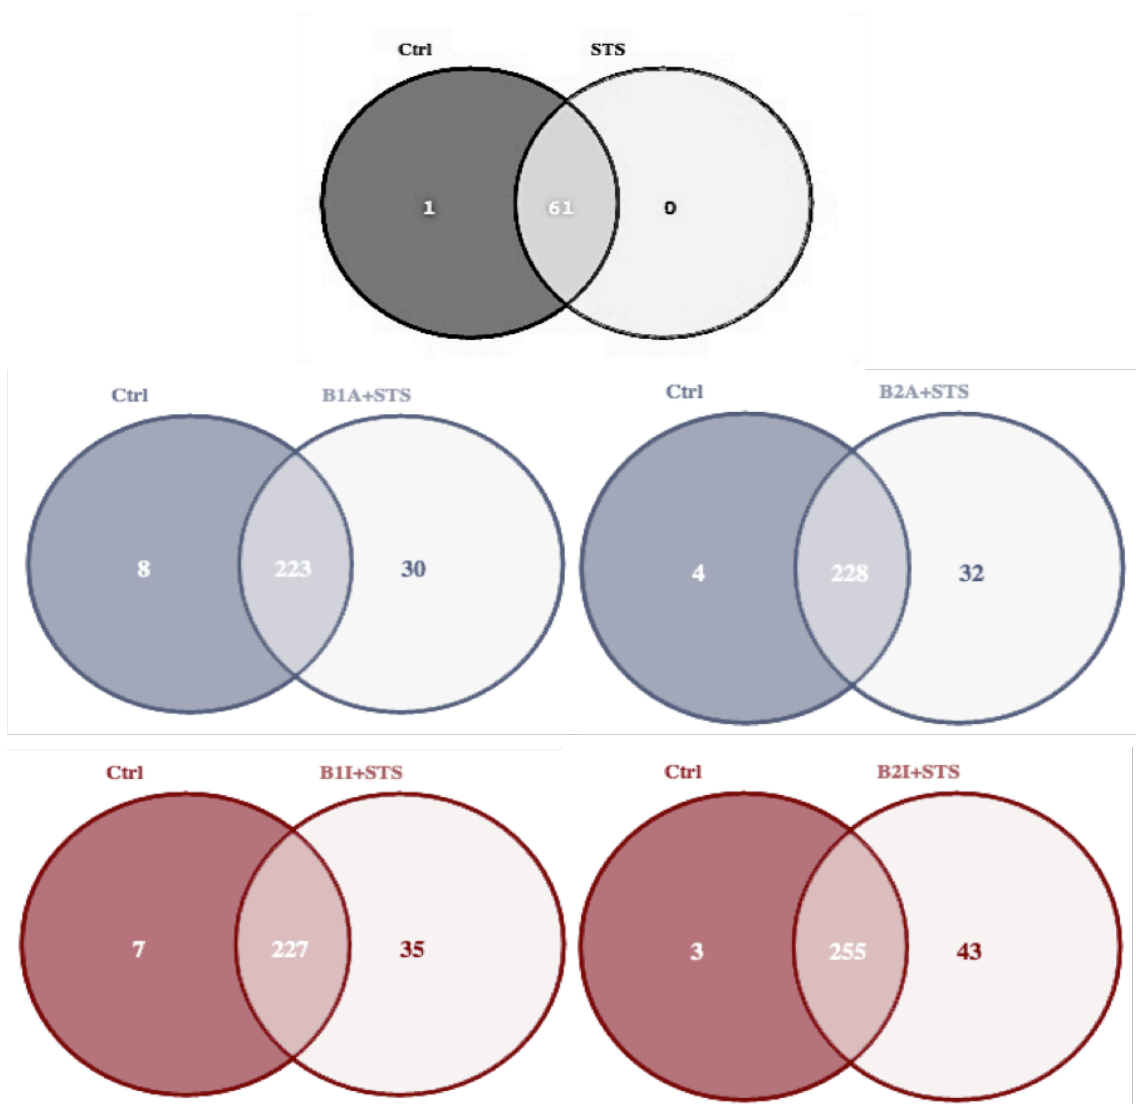 Ctrl STS
1 61 0
Ctrl B1A+STS Ctrl B2A+STS
8 223 30 4 228 32
Ctrl B1I+STS Ctrl B2I+STS
7 227 35 3 255 43